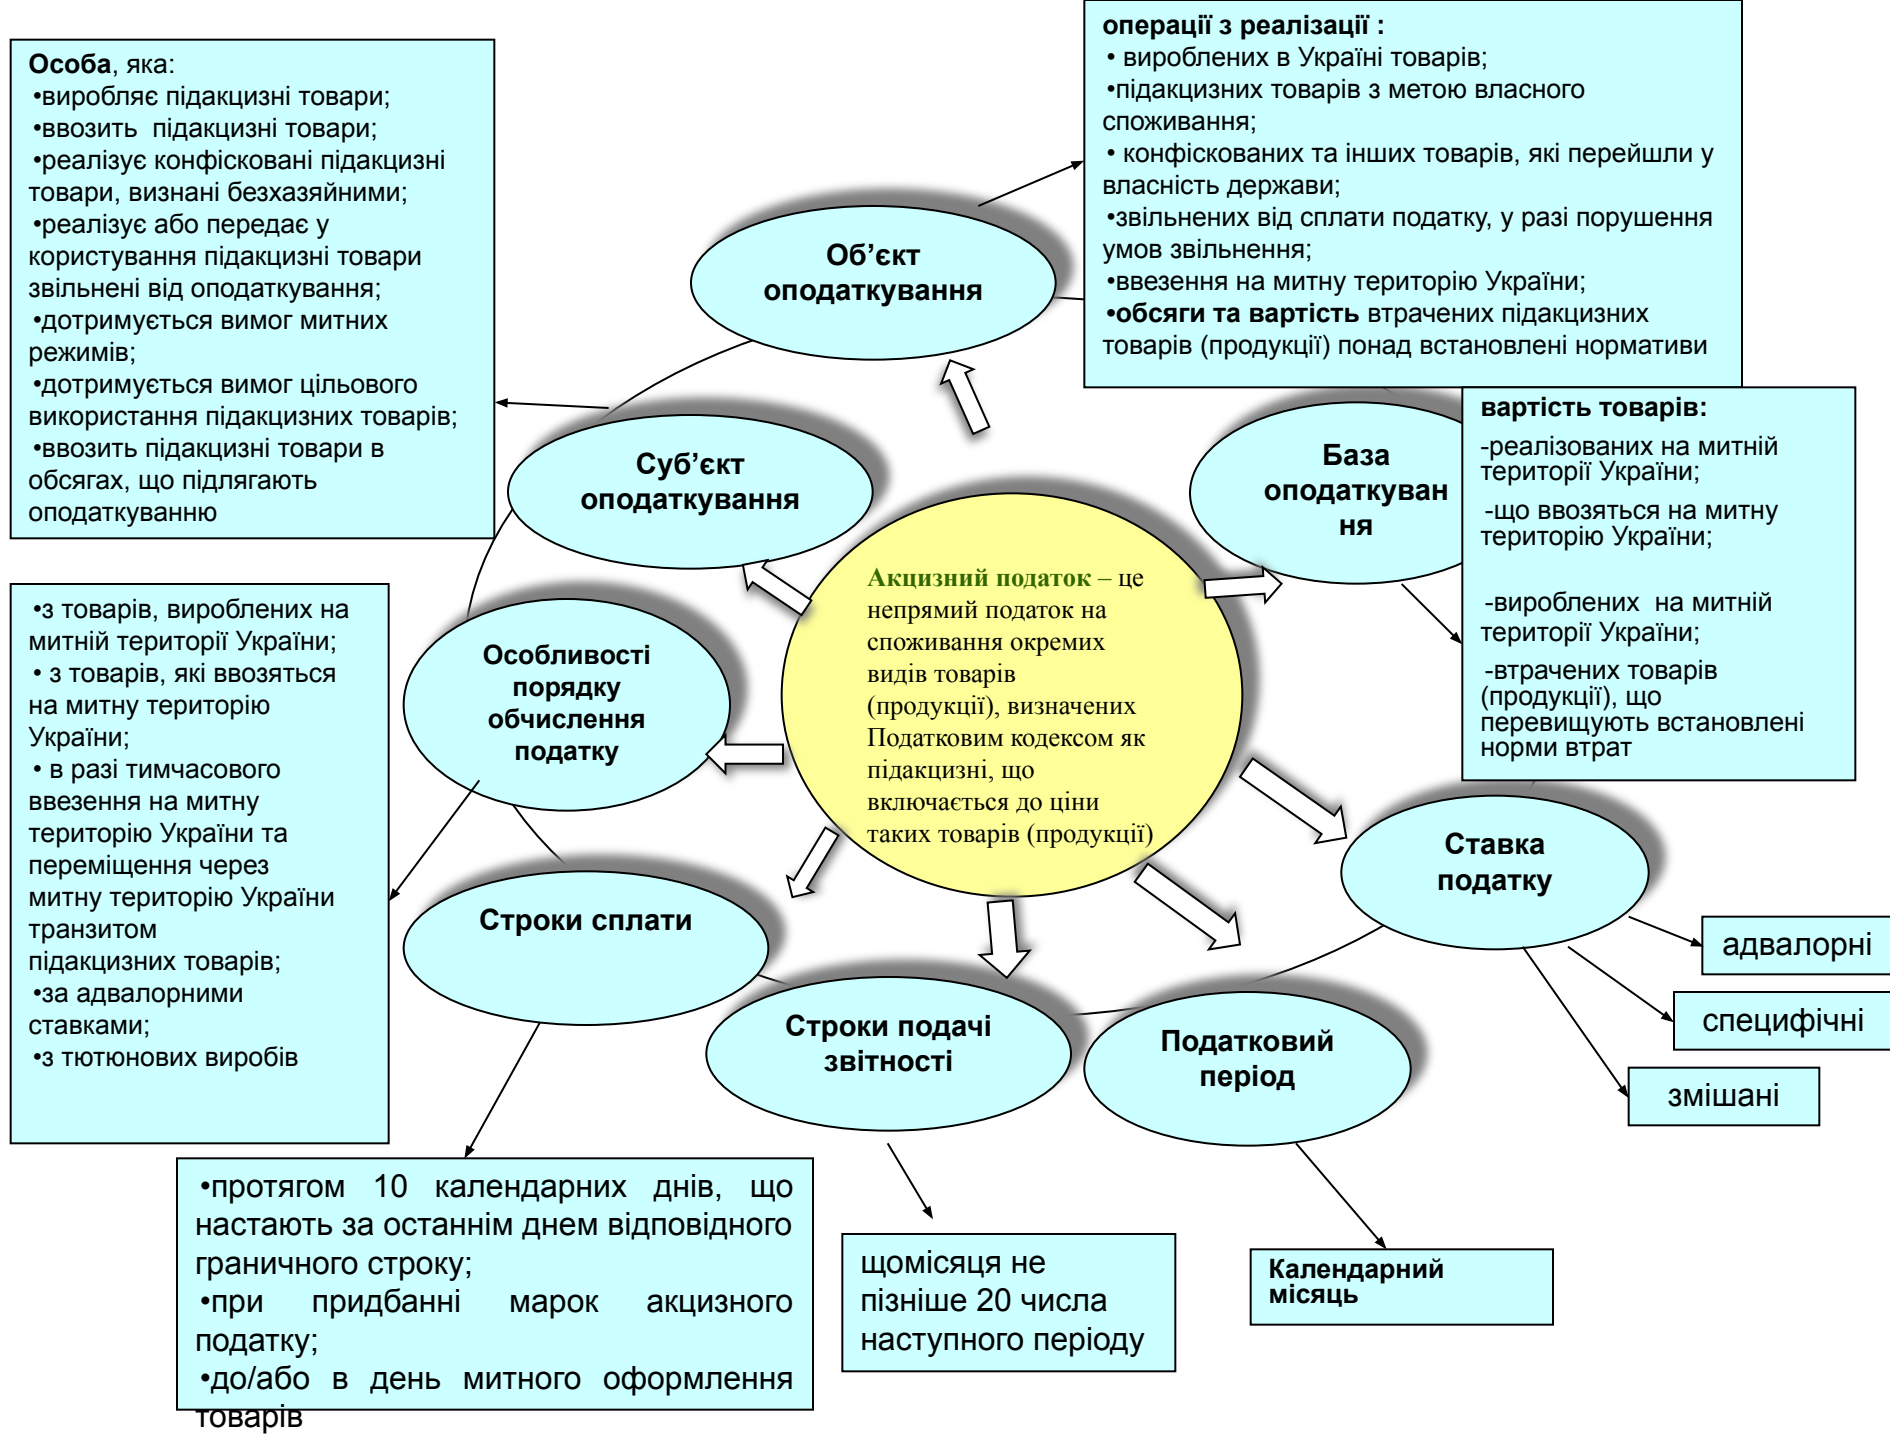 операції з реалізації :
• вироблених в Україні товарів;
•підакцизних товарів з метою власного
споживання;
• конфіскованих та інших товарів, які перейшли у
власність держави;
•звільнених від сплати податку, у разі порушення
умов звільнення;
•ввезення на митну територію України;
•обсяги та вартість втрачених підакцизних
товарів (продукції) понад встановлені нормативи
Особа, яка:
•виробляє підакцизні товари;
•ввозить підакцизні товари;
•реалізує конфісковані підакцизні
товари, визнані безхазяйними;
•реалізує або передає у
користування підакцизні товари
звільнені від оподаткування;
•дотримується вимог митних
режимів;
•дотримується вимог цільового
використання підакцизних товарів;
•ввозить підакцизні товари в
обсягах, що підлягають
оподаткуванню
Об’єкт
оподаткування
Суб’єкт
оподаткування
База
оподаткуван
ня
вартість товарів:
-реалізованих на митній
території України;
-що ввозяться на митну
територію України;
-вироблених на митній
території України;
-втрачених товарів
(продукції), що
перевищують встановлені
норми втрат
Акцизний податок – це
непрямий податок на
споживання окремих
видів товарів
(продукції), визначених
Податковим кодексом як
підакцизні, що
включається до ціни
таких товарів (продукції)
Особливості
порядку
обчислення
податку
•з товарів, вироблених на
митній території України;
• з товарів, які ввозяться
на митну територію
України;
• в разі тимчасового
ввезення на митну
територію України та
переміщення через
митну територію України
транзитом
підакцизних товарів;
•за адвалорними
ставками;
•з тютюнових виробів
Ставка
податку
адвалорні
специфічні
змішані
Строки сплати
Строки подачі
звітності
Податковий
період
•протягом 10 календарних днів, що
настають за останнім днем відповідного
граничного строку;
•при придбанні марок акцизного
податку;
•до/або в день митного оформлення
товарів
щомісяця не
пізніше 20 числа
наступного періоду
Календарний
місяць